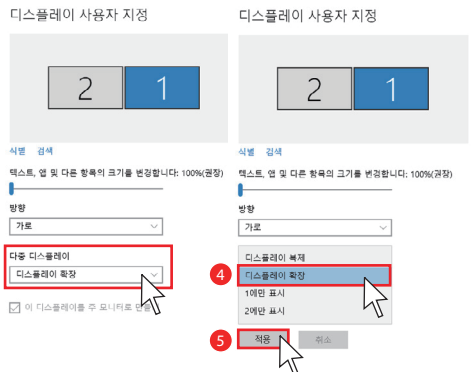 디스플레이 사용자 지정
2
1
식별 검색
텍스트, 앱 및 다른 항목의 크기를 변경합니다: 100%(권장)
방향
가로
다중 디스플레이
디스플레이 확장
이 디스플레이를 주 모니터로 만들
디스플레이 사용자 지정
2
1
식별 검색
텍스트, 앱 및 다른 항목의 크기를 변경합니다: 100%(권장)
방향
가로
디스플레이 복제
4
디스플레이 확장
1에만 표시
2에만 표시
5
적용
취소